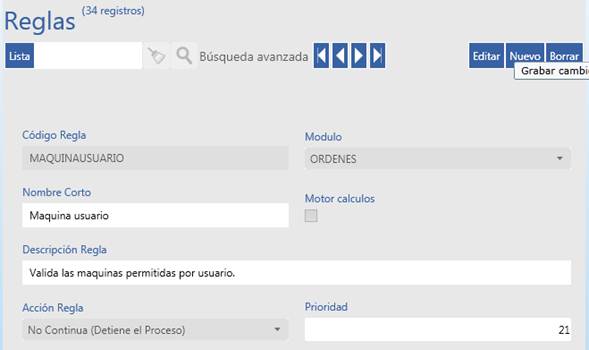 Reglas (34 registros)
Lista Búsqueda avanzada Editar Nuevo Borrar
Grabar cambi
Código Regla Modulo
MAQUINAUSUARIO ORDENES
Nombre Corto Motor calculos
Maquina usuario
Descripción Regla
Valida las maquinas permitidas por usuario.
Acción Regla Prioridad
No Continua (Detiene el Proceso) 21